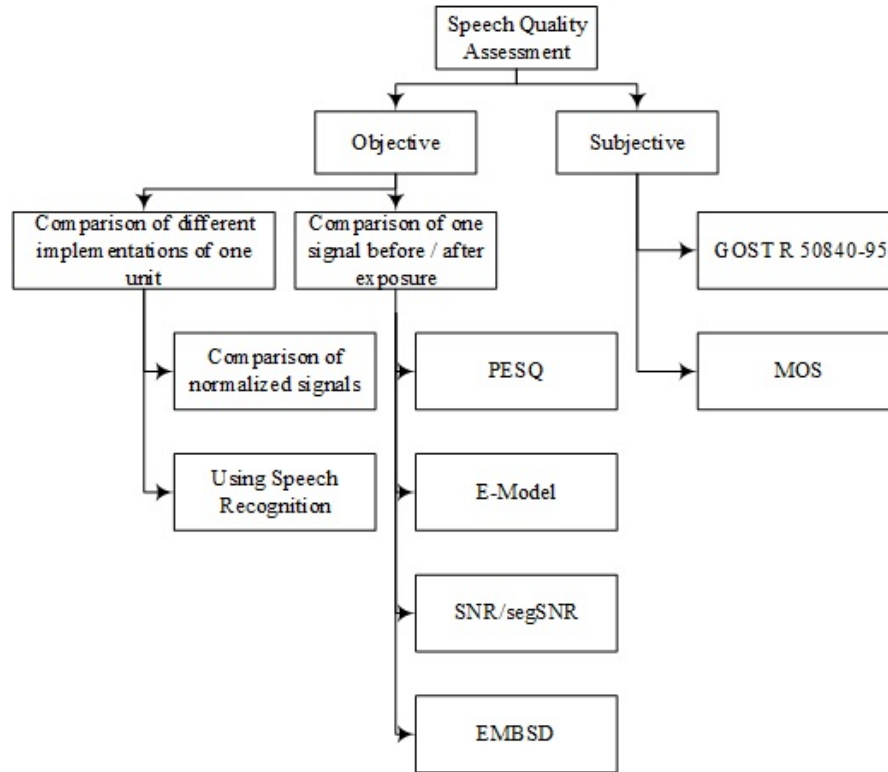 Speech Quality
Assessment
Objective
Subjective
Comparison of different
implementations of one
unit
Comparison of one
signal before / after
exposure
GOST R 50840-95
Comparison of
normalized signals
PESQ
MOS
Using Speech
Recognition
E-Model
SNR/segSNR
EMBSD